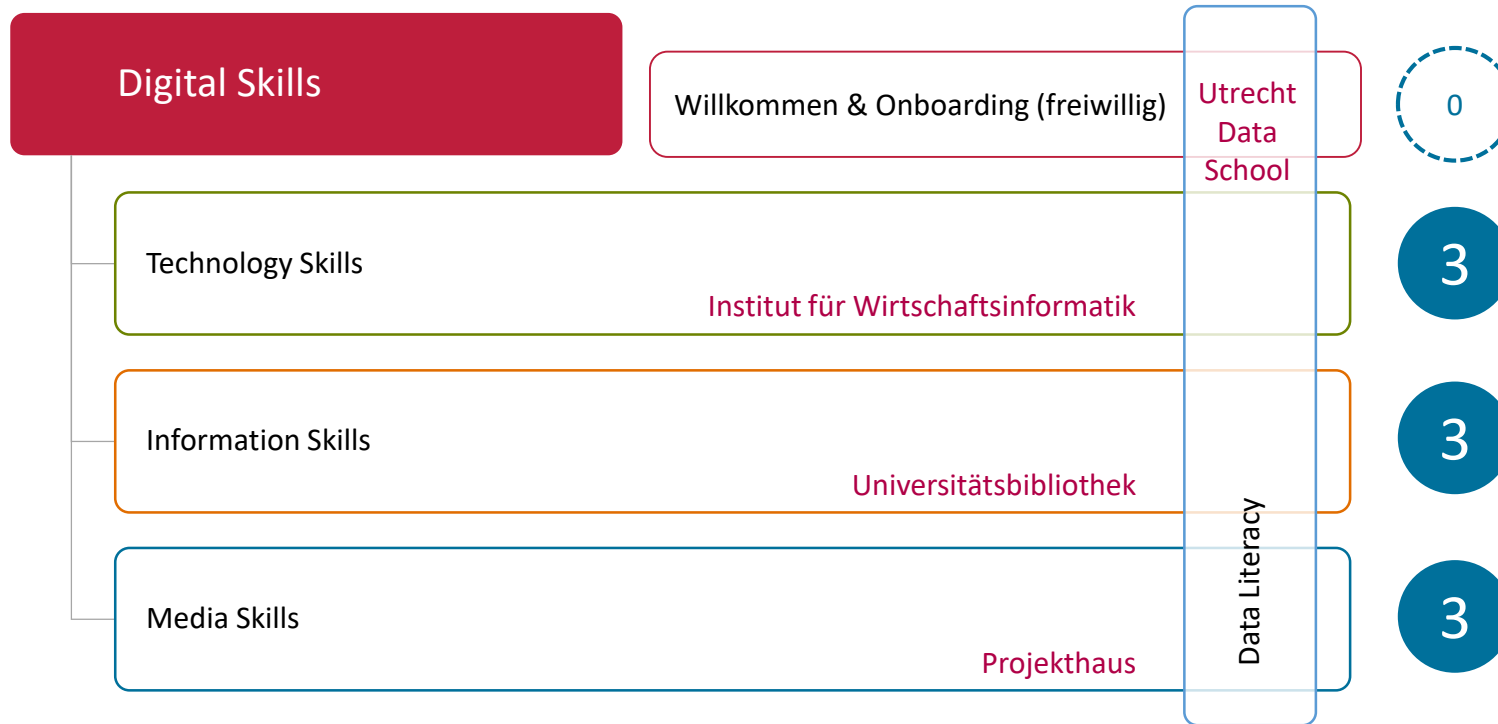 Digital Skills
Willkommen & Onboarding (freiwillig)
Utrecht
Data
School
0
Technology Skills
Institut für Wirtschaftsinformatik
3
Information Skills
Universitätsbibliothek
3
Media Skills
Projekthaus
Data Literacy
3